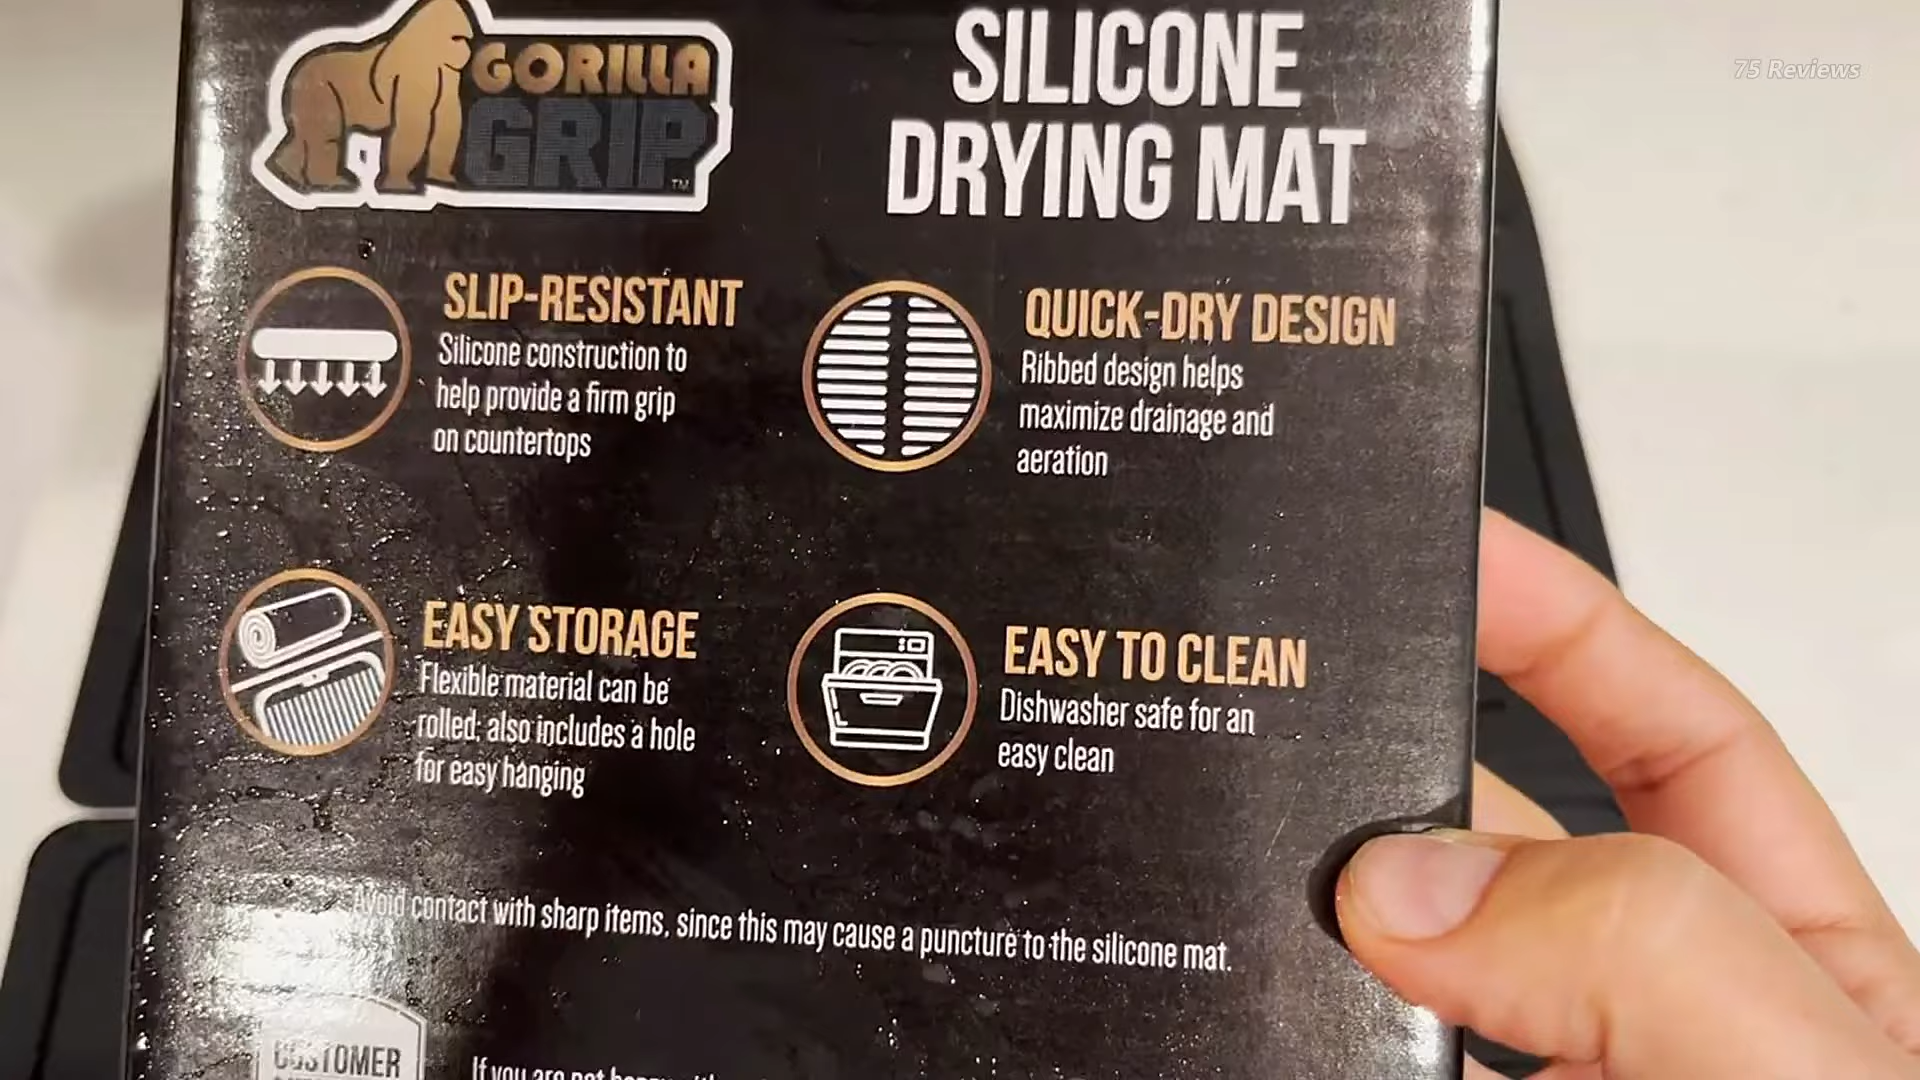 75 Reviews
GORILLA
GRIP™
SILICONE
DRYING MAT
SLIP-RESISTANT
Silicone construction to
help provide a firm grip
on countertops
QUICK-DRY DESIGN
Ribbed design helps
maximize drainage and
aeration
EASY STORAGE
Flexible material can be
rolled; also includes a hole
for easy hanging
EASY TO CLEAN
Dishwasher safe for an
easy clean
Avoid contact with sharp items, since this may cause a puncture to the silicone mat.
CUSTOMER
If you are not happy